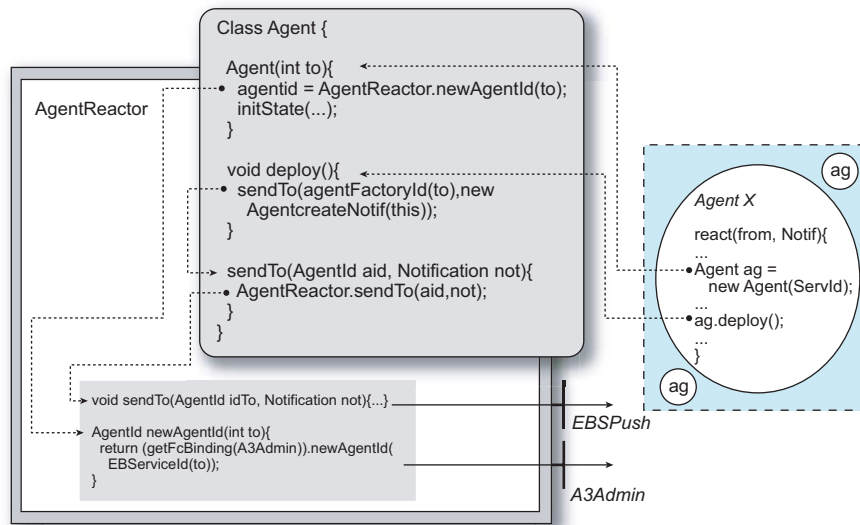 Class Agent {
Agent(int to){
agentid = AgentReactor.newAgentId(to);
initState(...);
}
void deploy(){
sendTo(agentFactoryId(to),new
AgentcreateNotif(this));
}
sendTo(AgentId aid, Notification not){
AgentReactor.sendTo(aid,not);
}
}
AgentReactor
void sendTo(AgentId idTo, Notification not){...}
AgentId newAgentId(int to){
return (getFcBinding(A3Admin)).newAgentId(
EBServiceId(to));
}
EBSPush
A3Admin
ag
Agent X
react(from, Notif){
...
Agent ag =
new Agent(ServId);
...
ag.deploy();
...
}
ag